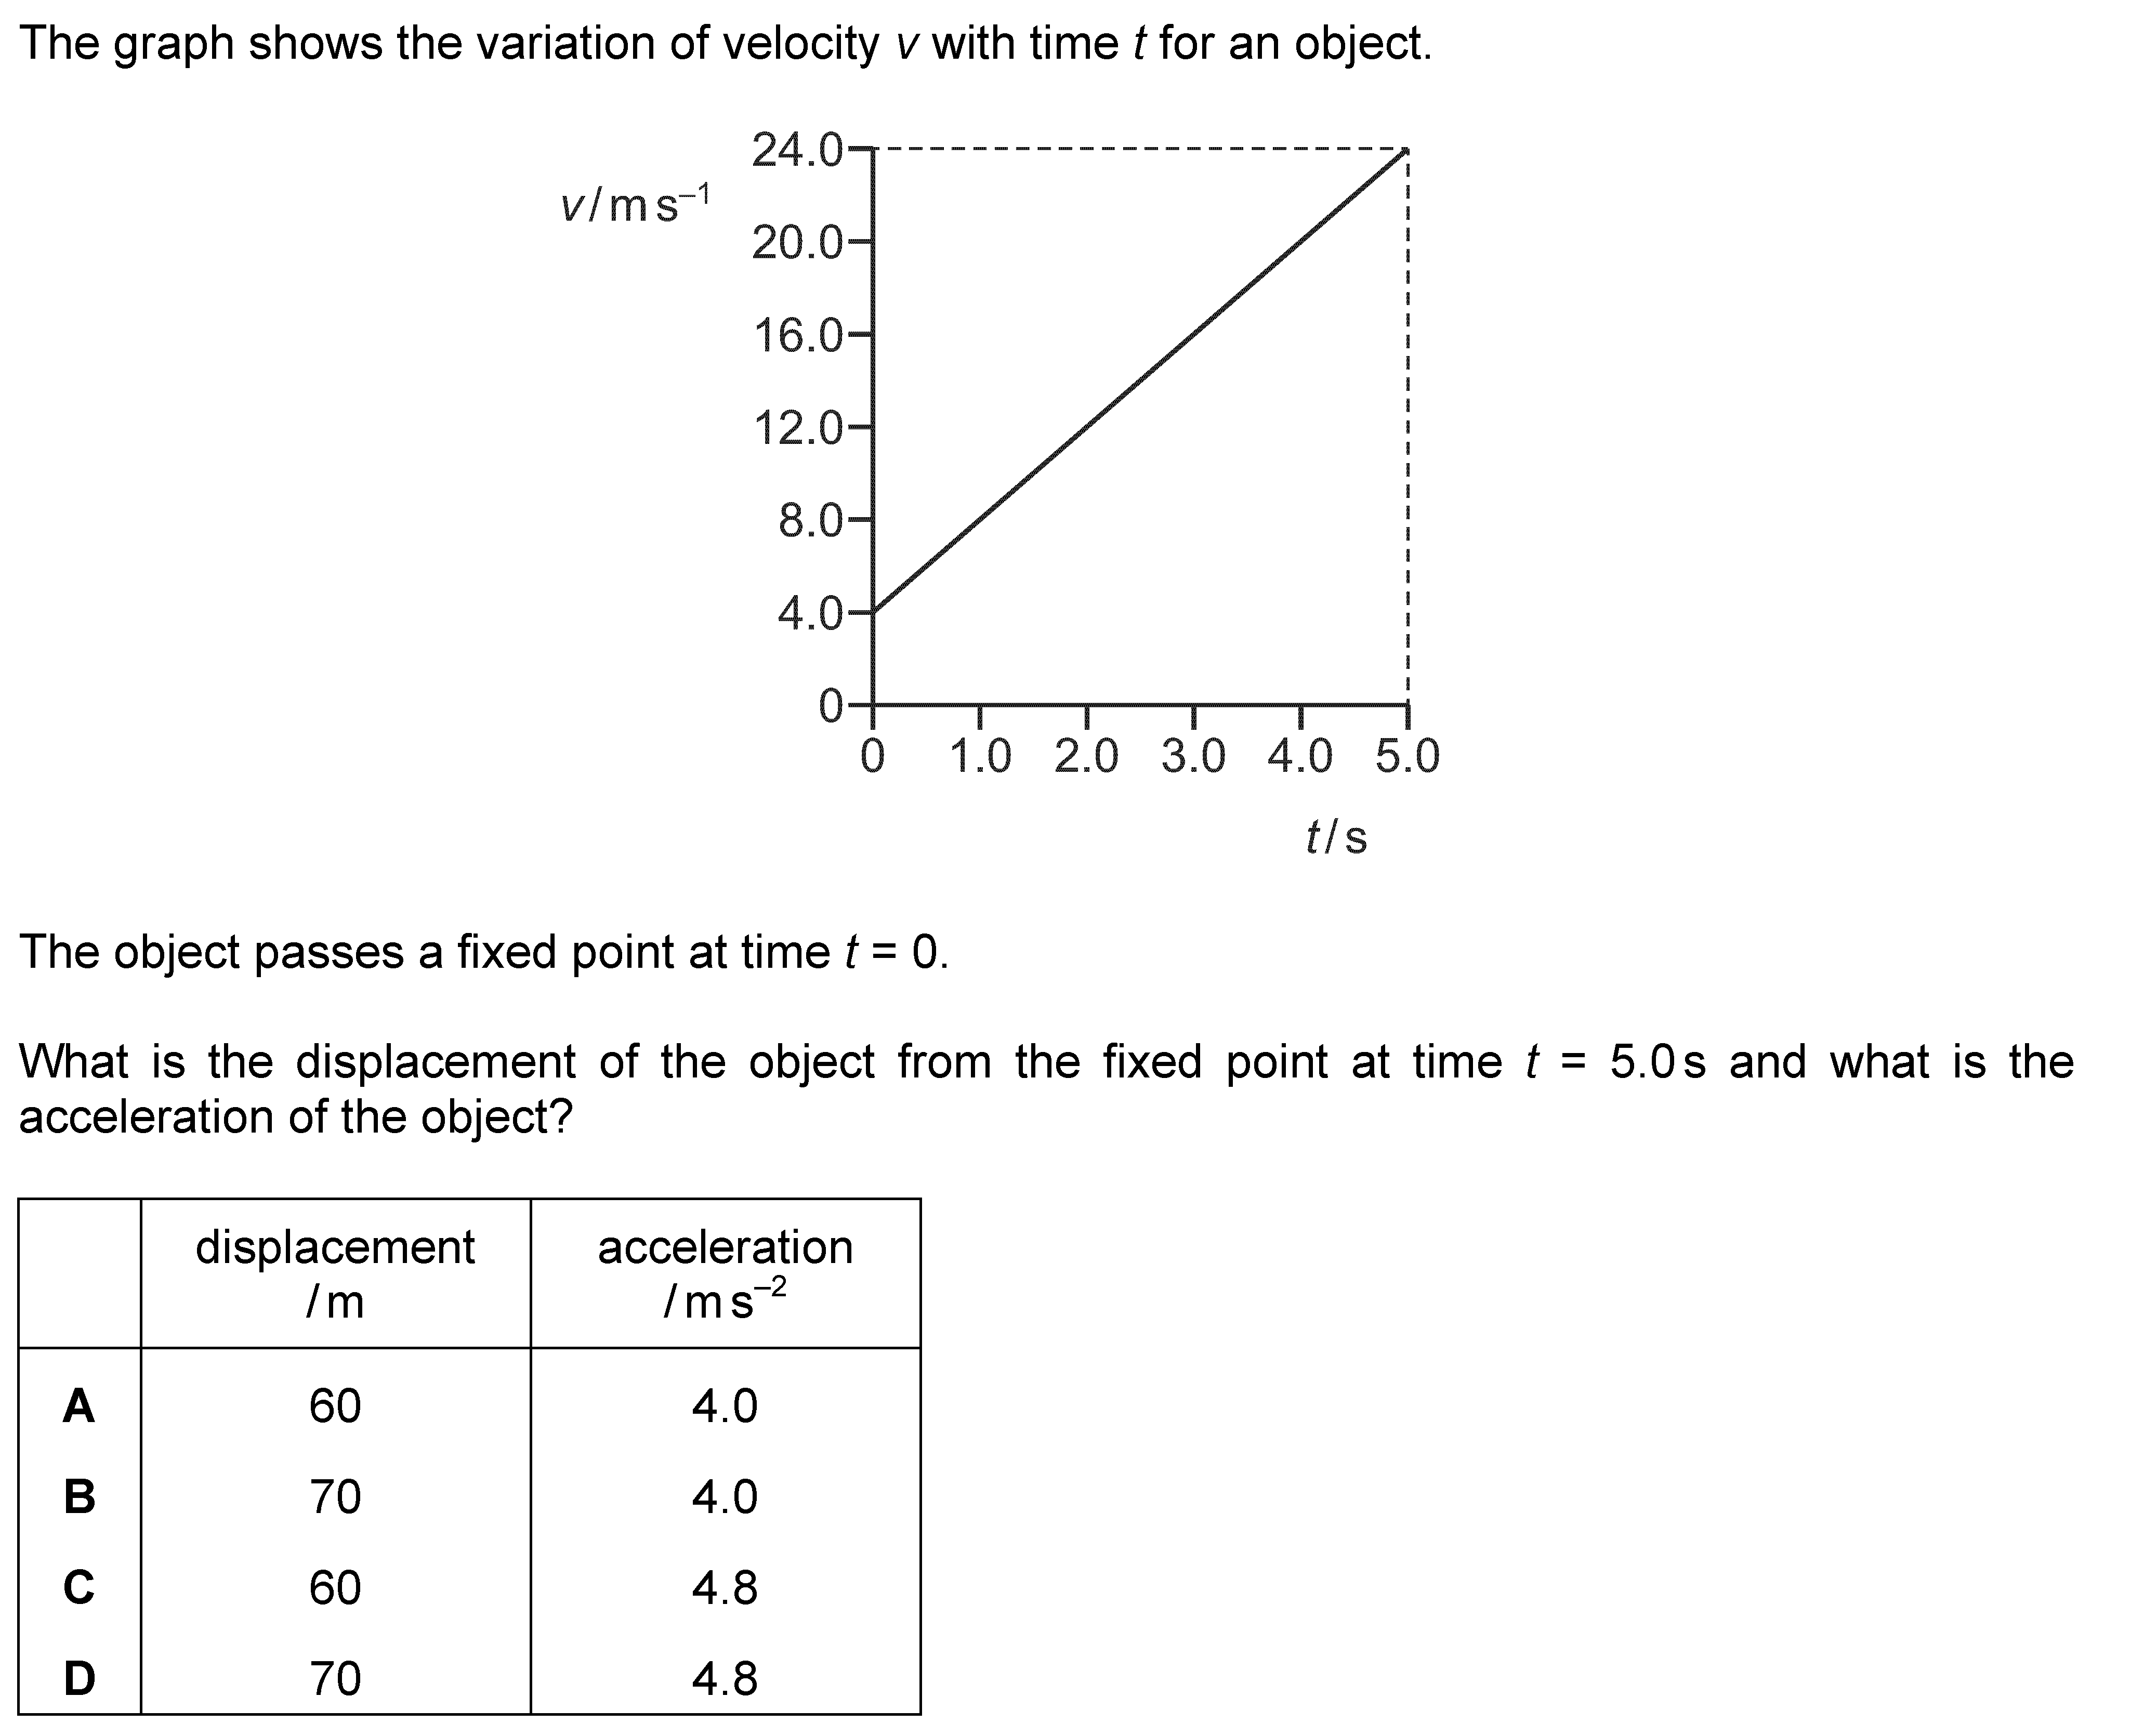 The graph shows the variation of velocity v with time t for an object.
24.0
v/ms⁻¹
20.0
16.0
12.0
8.0
4.0
0
0 1.0 2.0 3.0 4.0 5.0
t/s
The object passes a fixed point at time t = 0.
What is the displacement of the object from the fixed point at time t = 5.0s and what is the
acceleration of the object?
displacement acceleration
/m /ms⁻²
A 60 4.0
B 70 4.0
C 60 4.8
D 70 4.8